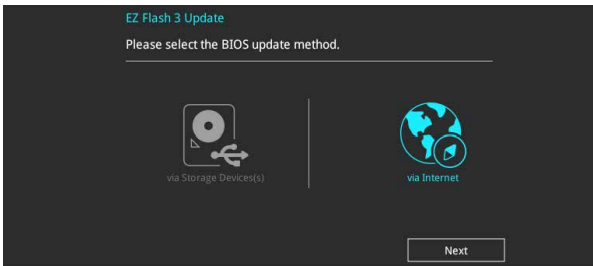 EZ Flash 3 Update
Please select the BIOS update method.
via Storage Devices(s)
via Internet
Next